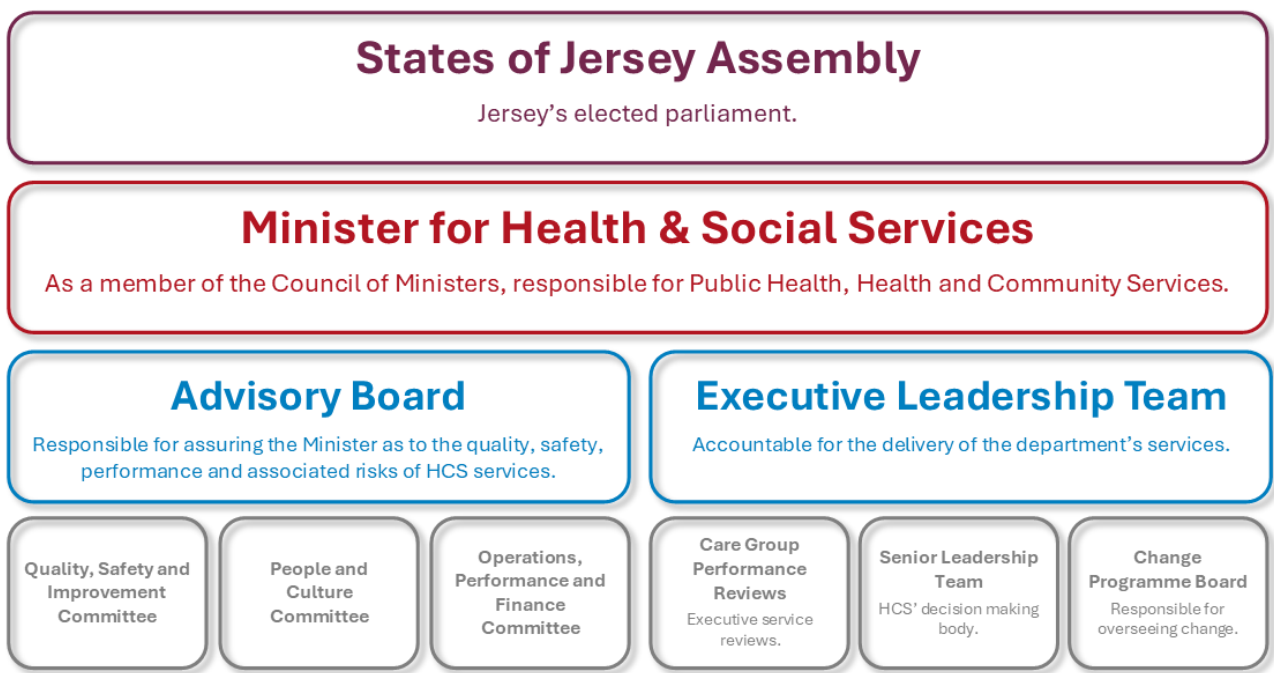 States of Jersey Assembly
Jersey’s elected parliament.
Minister for Health & Social Services
As a member of the Council of Ministers, responsible for Public Health, Health and Community Services.
Advisory Board
Responsible for assuring the Minister as to the quality, safety,
performance and associated risks of HCS services.
Executive Leadership Team
Accountable for the delivery of the department’s services.
Quality, Safety and
Improvement
Committee
People and
Culture
Committee
Operations,
Performance and
Finance
Committee
Care Group
Performance
Reviews
Executive service
reviews.
Senior Leadership
Team
HCS’ decision making
body.
Change
Programme Board
Responsible for
overseeing change.